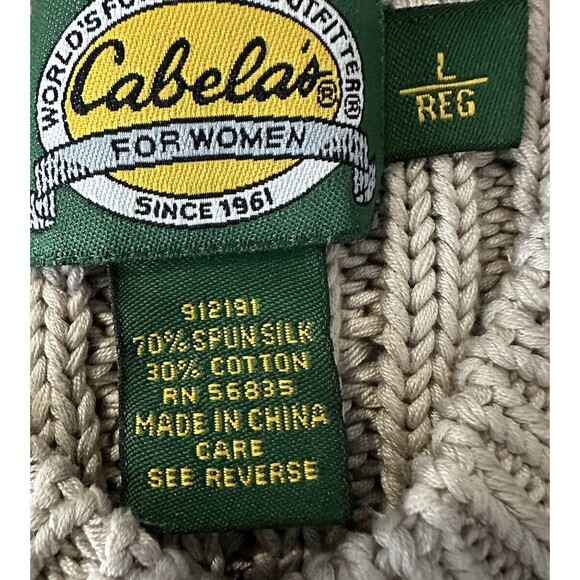 WORLD'S OUTFITTER®
Cabela's®
FOR WOMEN
SINCE 1961
L
REG
912191
70% SPUN SILK
30% COTTON
RN 56835
MADE IN CHINA
CARE
SEE REVERSE